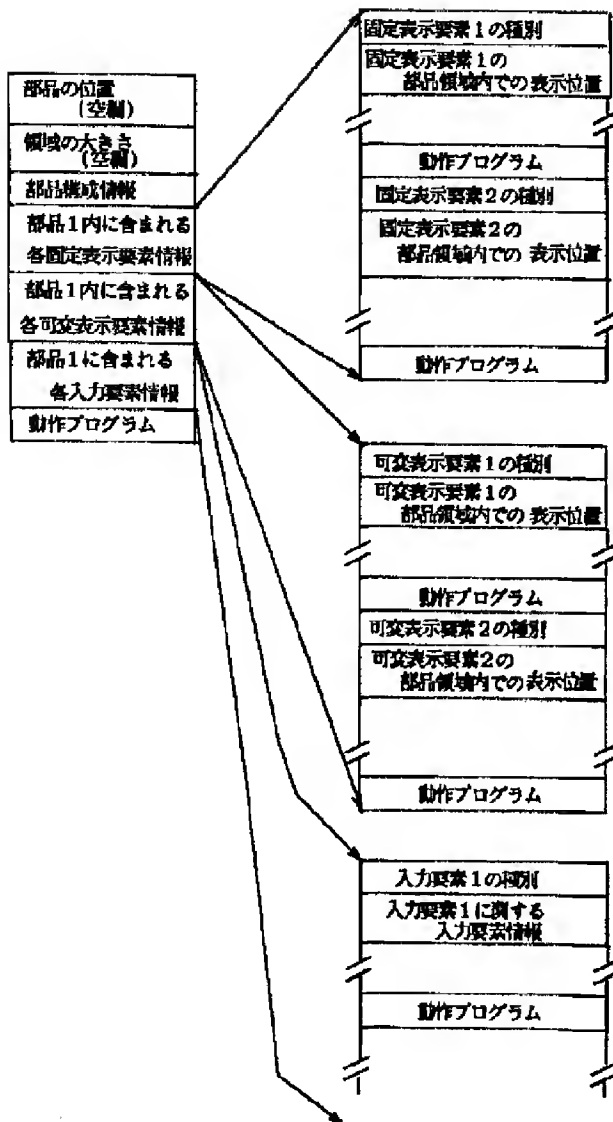 部品の位置
(空欄)
領域の大きさ
(空欄)
部品構成情報
部品1内に含まれる
各固定表示要素情報
部品1内に含まれる
各可変表示要素情報
部品1に含まれる
各入力要素情報
動作プログラム
固定表示要素1の種別
固定表示要素1の
部品領域内での表示位置
動作プログラム
固定表示要素2の種別
固定表示要素2の
部品領域内での 表示位置
動作プログラム
可変表示要素1の種別
可変表示要素1の
部品領域内での 表示位置
動作プログラム
可変表示要素2の種別
可変表示要素2の
部品領域内での表示位置
動作プログラム
入力要素1の種別
入力要素1に関する
入力要素情報
動作プログラム